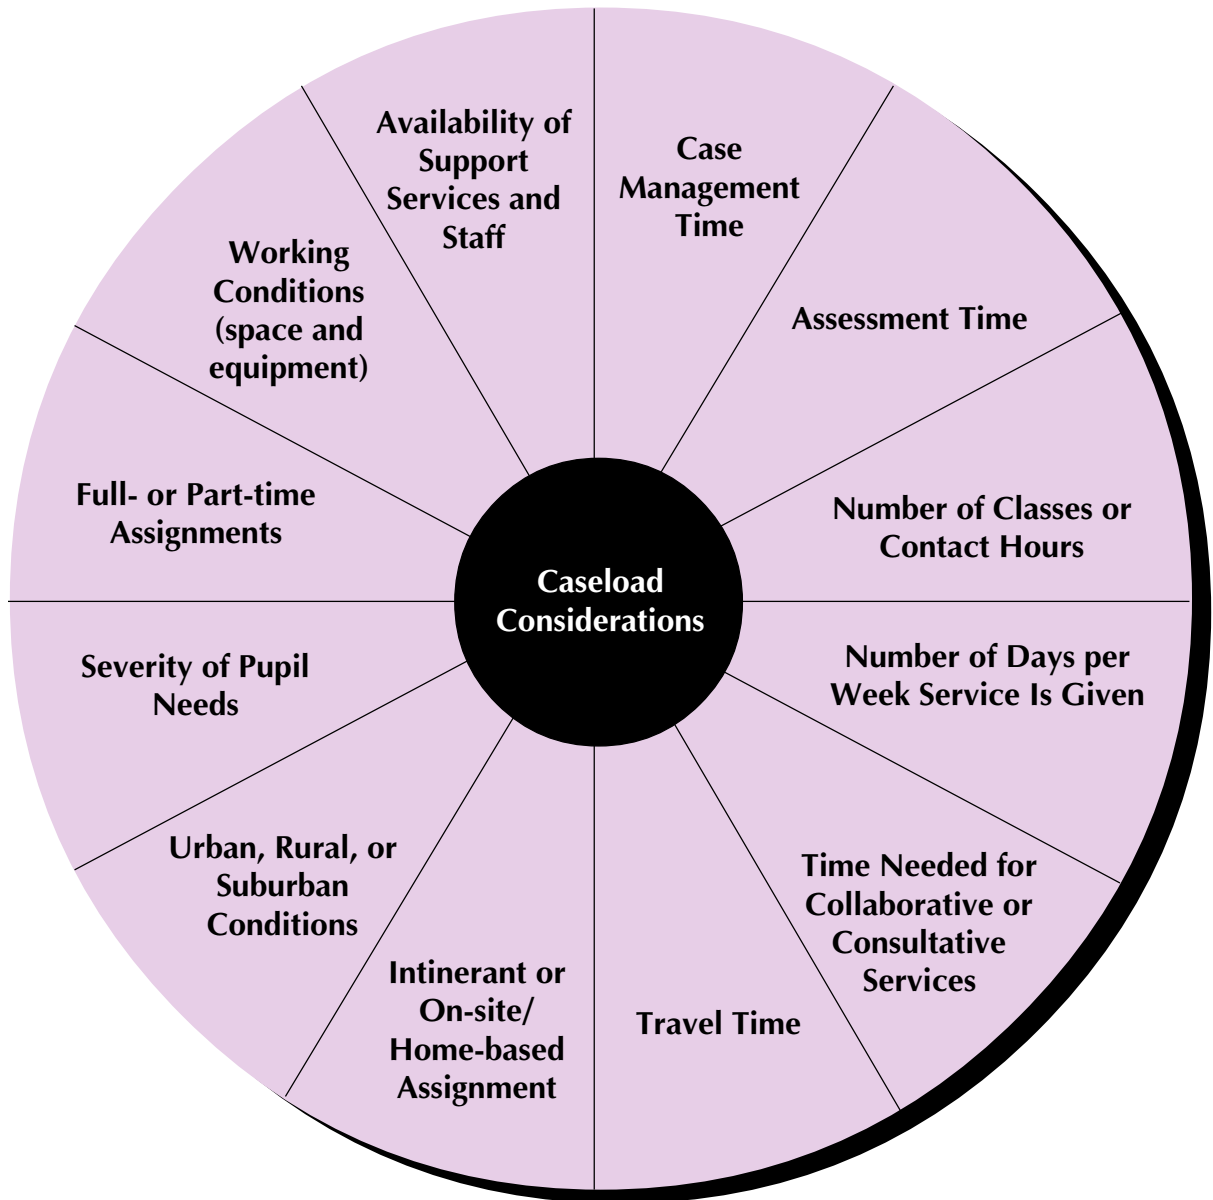 Availability of
Support
Services and
Staff
Case
Management
Time
Assessment Time
Number of Classes or
Contact Hours
Number of Days per
Week Service Is Given
Time Needed for
Collaborative or
Consultative
Services
Travel Time
Intinerant or
On-site/
Home-based
Assignment
Urban, Rural, or
Suburban
Conditions
Severity of Pupil
Needs
Full- or Part-time
Assignments
Working
Conditions
(space and
equipment)
Caseload
Considerations